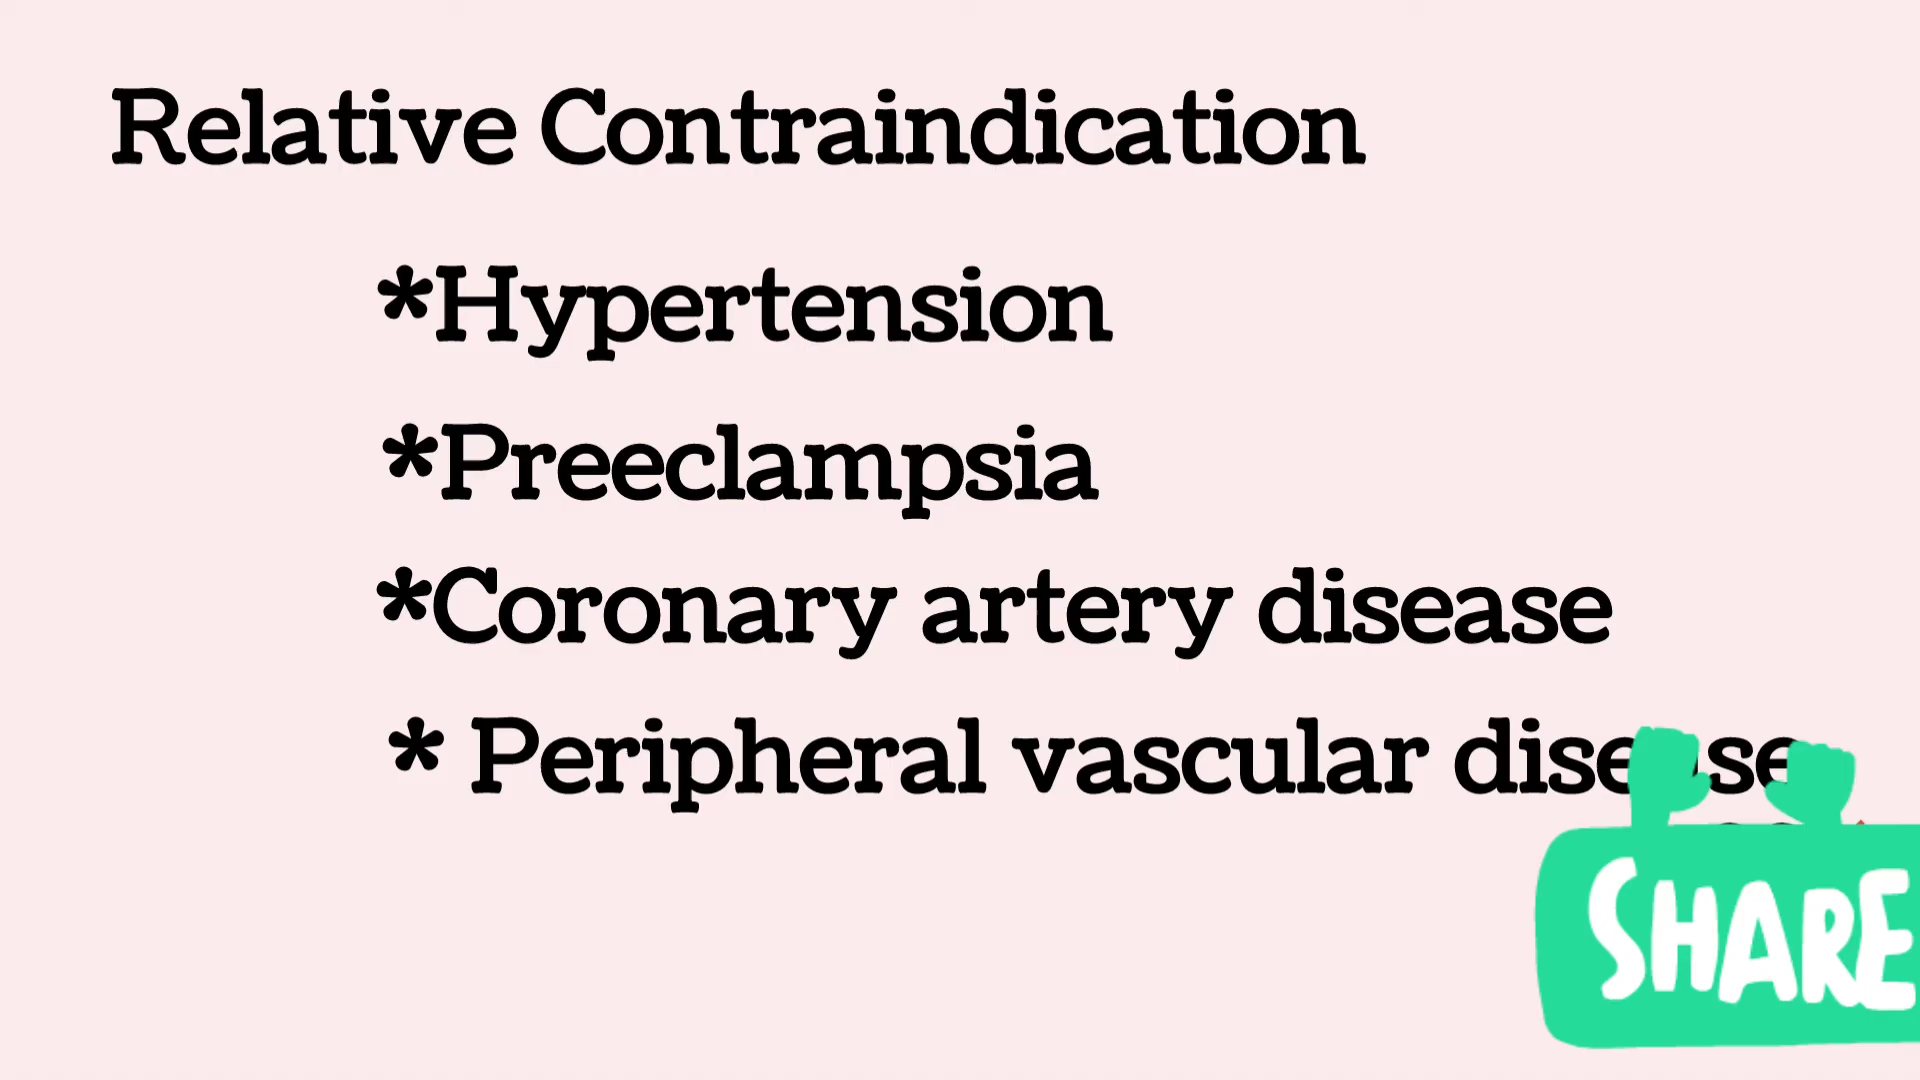 Relative Contraindication
*Hypertension
*Preeclampsia
*Coronary artery disease
* Peripheral vascular disease
SHARE